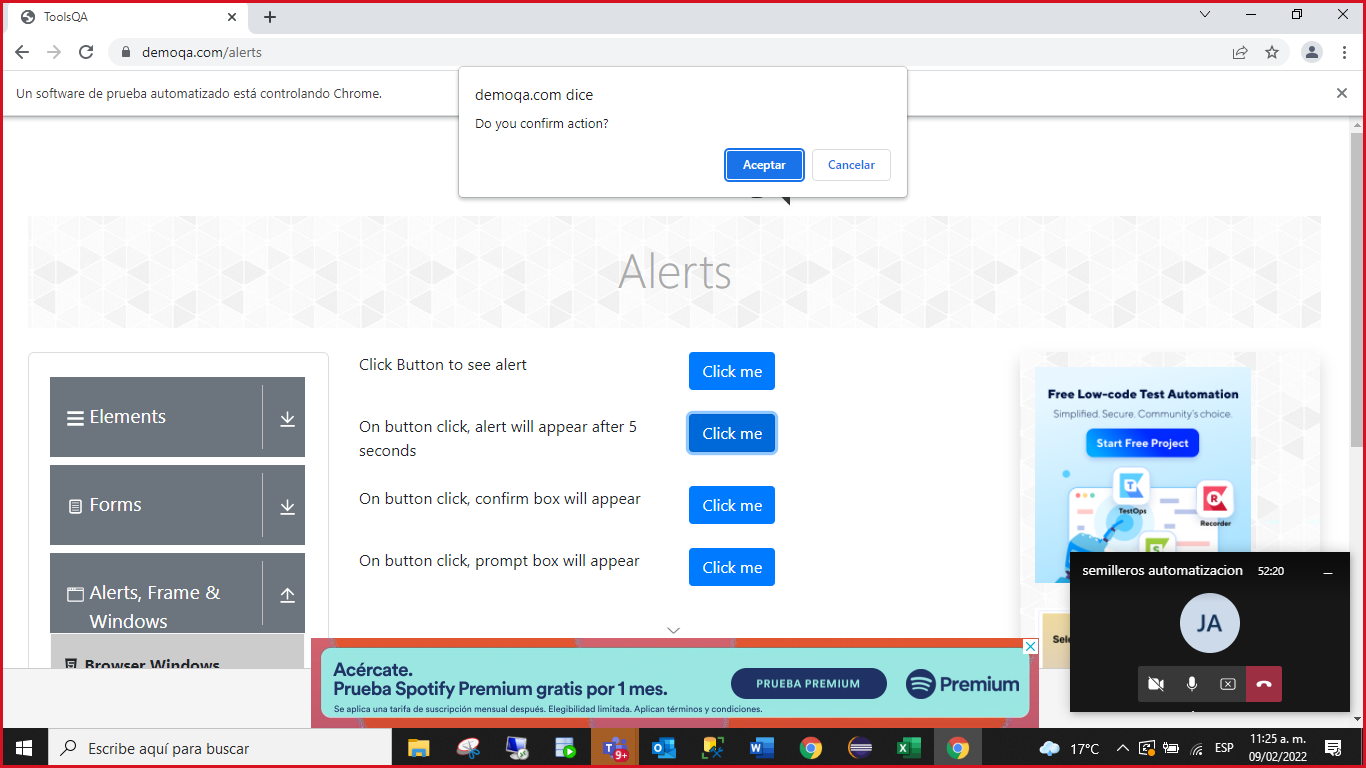 ToolsQA
demoqa.com/alerts
Un software de prueba automatizado está controlando Chrome.
demoqa.com dice
Do you confirm action?
Aceptar
Cancelar
Alerts
Elements
Forms
Alerts, Frame &
Windows
Browser Windows
Click Button to see alert
Click me
On button click, alert will appear after 5
seconds
Click me
On button click, confirm box will appear
Click me
On button click, prompt box will appear
Click me
Free Low-code Test Automation
Simplified. Secure. Community's choice.
Start Free Project
TestOps
Recorder
semilleros automatizacion 52:20
JA
Acércate.
Prueba Spotify Premium gratis por 1 mes.
Se aplica una tarifa de suscripción mensual después. Elegibilidad limitada. Aplican términos y condiciones.
PRUEBA PREMIUM
Premium
Escribe aquí para buscar
9+
17°C
ESP
11:25 a. m.
09/02/2022